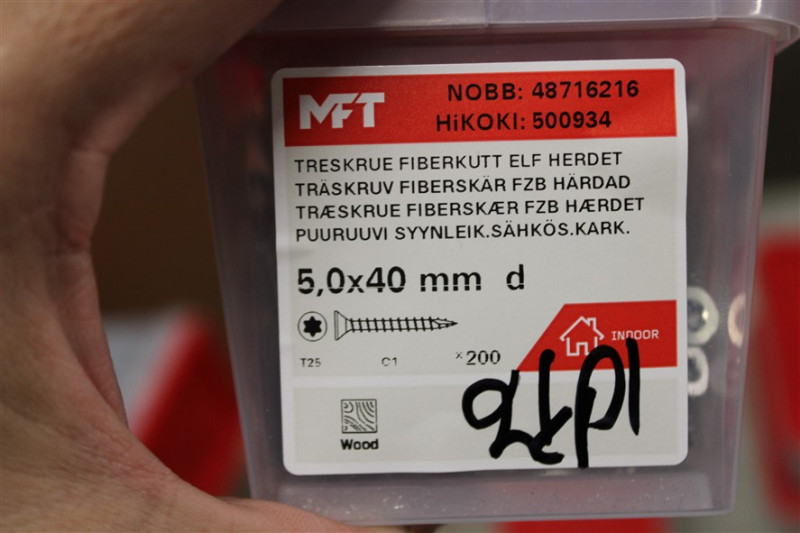 MFT
NOBB: 48716216
HiKOKI: 500934
TRESKRUE FIBERKUTT ELF HERDET
TRÄSKRUV FIBERSKÄR FZB HÄRDAD
TRÆSKRUE FIBERSKÆR FZB HÆRDET
PUURUUVI SYYNLEIK.SÄHKÖS.KARK.
5,0x40 mm d
T25 C1 x200
INDOOR
Wood